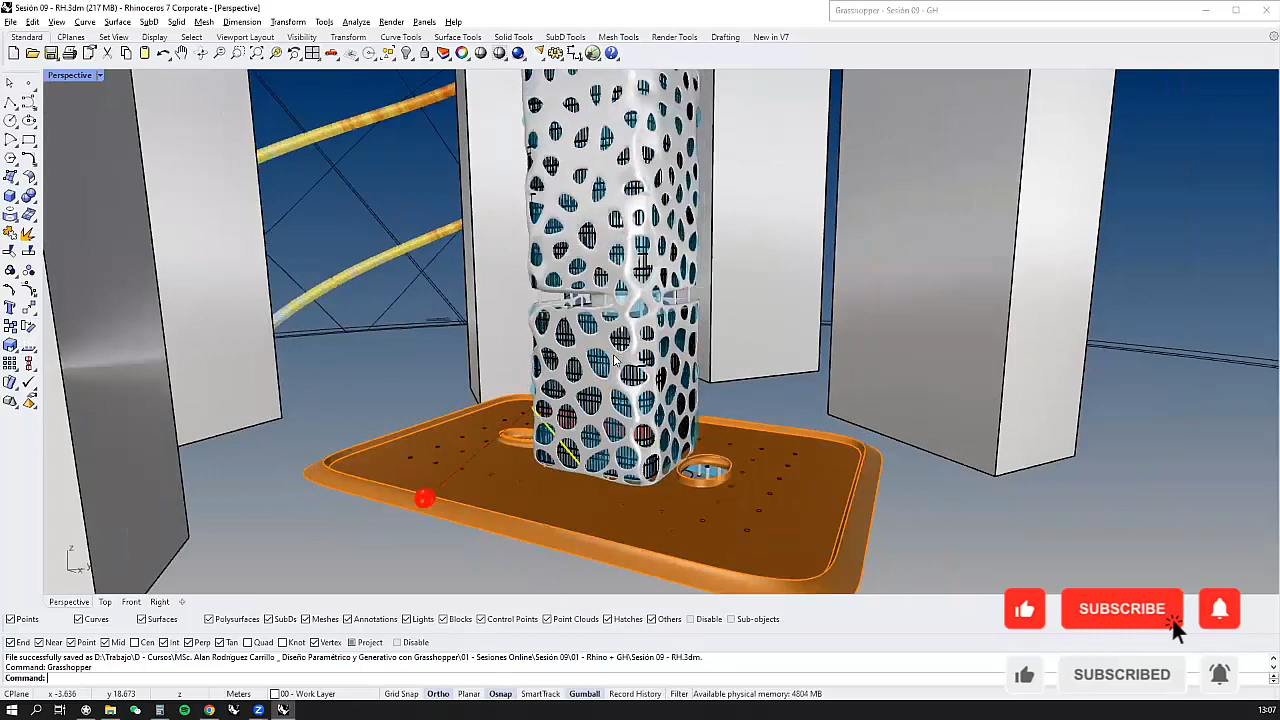 Sesión 09 - RH.3dm (217 MB) - Rhinoceros 7 Corporate - [Perspective]
Grasshopper - Sesión 09 - GH
File Edit View Curve Surface SubD Solid Mesh Dimension Transform Tools Analyze Render Panels Help
Standard CPlanes Set View Display Select Viewport Layout Visibility Transform Curve Tools Surface Tools Solid Tools SubD Tools Mesh Tools Render Tools Drafting New in V7
Perspective
z
x
Perspective Top Front Right
Points Curves Surfaces Polysurfaces SubDs Meshes Annotations Lights Blocks Control Points Point Clouds Hatches Others Disable Sub-objects
End Near Point Mid Cen Int Perp Tan Quad Knot Vertex Project Disable
File successfully saved as D:\Trabajo\D - Cursos\MSc. Alan Rodriguez Carrillo _ Diseño Paramétrico y Generativo con Grasshopper\01 - Sesiones Online\Sesión 09\01 - Rhino + GH\Sesión 09 - RH.3dm.
Command: Grasshopper
Command:
CPlane x -3.636 y 18.673 z Meters 00 - Work Layer Grid Snap Ortho Planar Osnap SmartTrack Gumball Record History Filter Available physical memory: 4804 MB
SUBSCRIBE
SUBSCRIBED
13:07